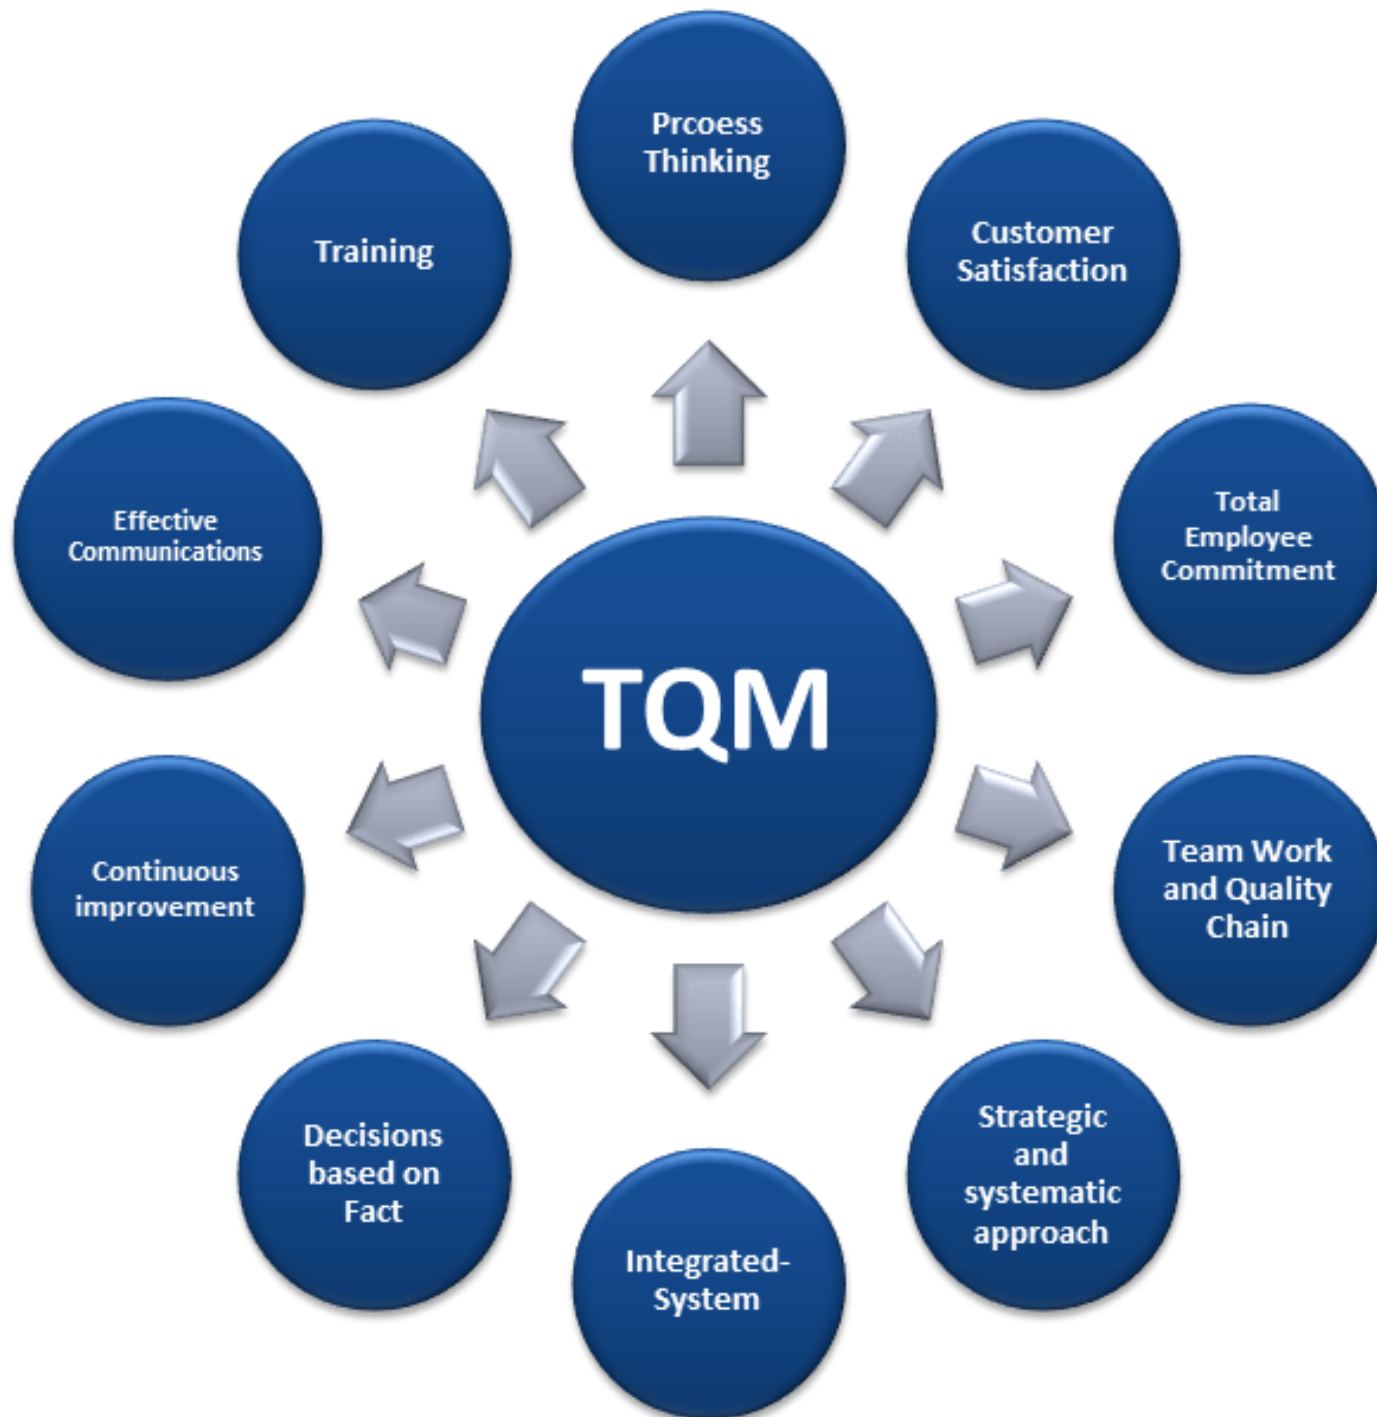 Prcoess
Thinking
Customer
Satisfaction
Total
Employee
Commitment
Team Work
and Quality
Chain
Strategic
and
systematic
approach
Integrated-
System
Decisions
based on
Fact
Continuous
improvement
Effective
Communications
Training
TQM